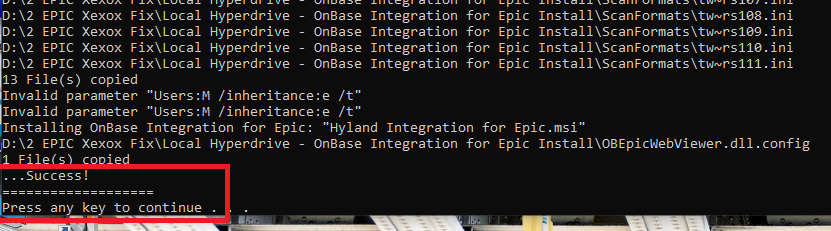 D:\2 EPIC Xexox Fix\Local Hyperdrive - OnBase Integration for Epic Install\ScanFormats\tw~rs107.ini
D:\2 EPIC Xexox Fix\Local Hyperdrive - OnBase Integration for Epic Install\ScanFormats\tw~rs108.ini
D:\2 EPIC Xexox Fix\Local Hyperdrive - OnBase Integration for Epic Install\ScanFormats\tw~rs109.ini
D:\2 EPIC Xexox Fix\Local Hyperdrive - OnBase Integration for Epic Install\ScanFormats\tw~rs110.ini
D:\2 EPIC Xexox Fix\Local Hyperdrive - OnBase Integration for Epic Install\ScanFormats\tw~rs111.ini
13 File(s) copied
Invalid parameter "Users:M /inheritance:e /t"
Invalid parameter "Users:M /inheritance:e /t"
Installing OnBase Integration for Epic: "Hyland Integration for Epic.msi"
D:\2 EPIC Xexox Fix\Local Hyperdrive - OnBase Integration for Epic Install\OBEpicWebViewer.dll.config
1 File(s) copied
...Success!
===================
Press any key to continue . . .